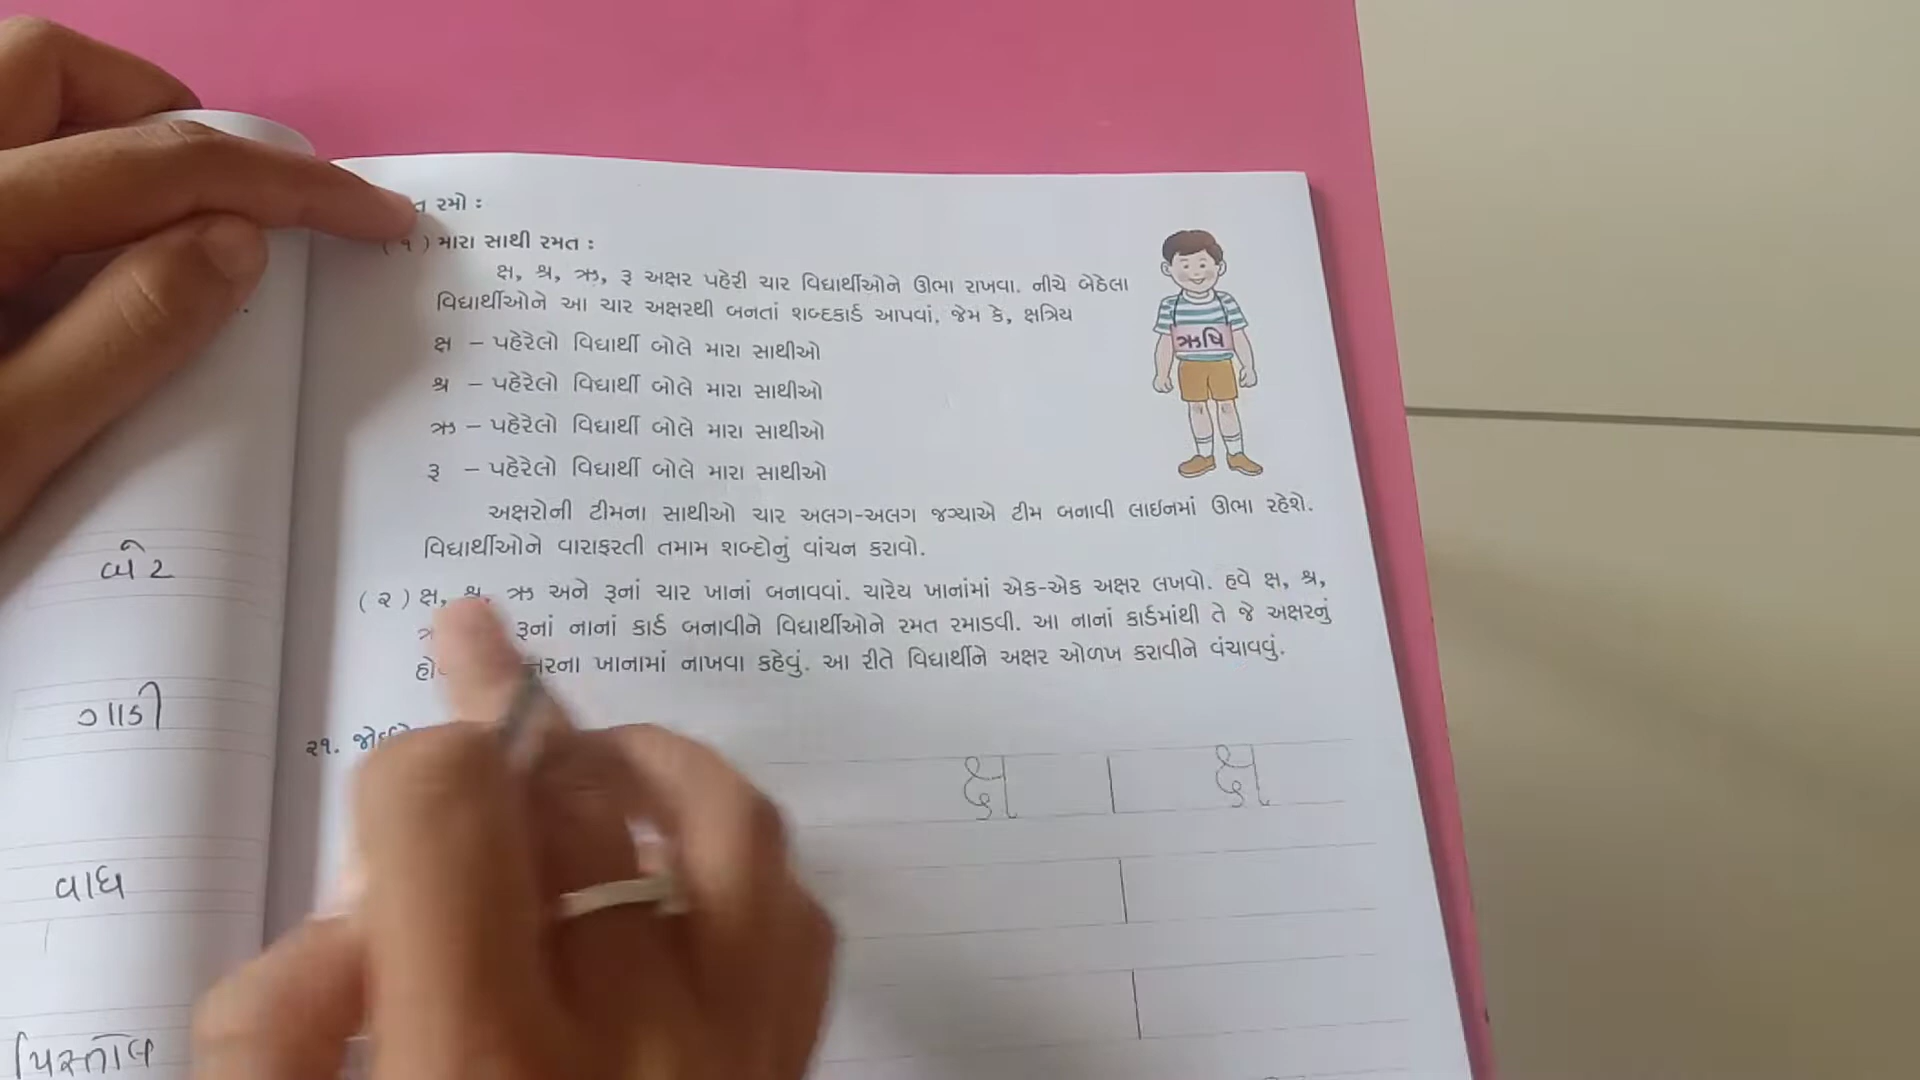 રમો :
(૧) મારા સાથી રમત :
ક્ષ, શ્ર, ઋ, રૂ અક્ષર પહેરી ચાર વિદ્યાર્થીઓને ઊભા રાખવા. નીચે બેઠેલા
વિદ્યાર્થીઓને આ ચાર અક્ષરથી બનતાં શબ્દકાર્ડ આપવાં. જેમ કે, ક્ષત્રિય
ઋષિ
ક્ષ – પહેરેલો વિદ્યાર્થી બોલે મારા સાથીઓ
શ્ર – પહેરેલો વિદ્યાર્થી બોલે મારા સાથીઓ
ઋ – પહેરેલો વિદ્યાર્થી બોલે મારા સાથીઓ
રૂ – પહેરેલો વિદ્યાર્થી બોલે મારા સાથીઓ
અક્ષરોની ટીમના સાથીઓ ચાર અલગ-અલગ જગ્યાએ ટીમ બનાવી લાઈનમાં ઊભા રહેશે.
વિદ્યાર્થીઓને વારાફરતી તમામ શબ્દોનું વાંચન કરાવો.
(૨) ક્ષ, શ્ર, ઋ અને રૂનાં ચાર ખાનાં બનાવવાં. ચારેય ખાનાંમાં એક-એક અક્ષર લખવો. હવે ક્ષ, શ્ર,
રૂનાં નાનાં કાર્ડ બનાવીને વિદ્યાર્થીઓને રમત રમાડવી. આ નાનાં કાર્ડમાંથી તે જે અક્ષરનું
ખાનામાં નાખવા કહેવું. આ રીતે વિદ્યાર્થીને અક્ષર ઓળખ કરાવીને વંચાવવું.
૨૧.
ક્ષ ક્ષ
ગાડી
વાઘ
પિસ્તોલ